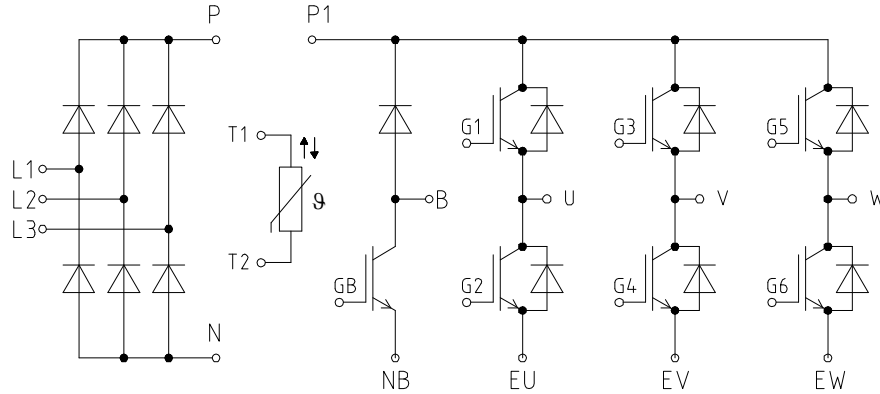 P P1
T1 G1 G3 G5
L1
L2 B U V W
L3 ϑ
T2 GB G2 G4 G6
N
NB EU EV EW